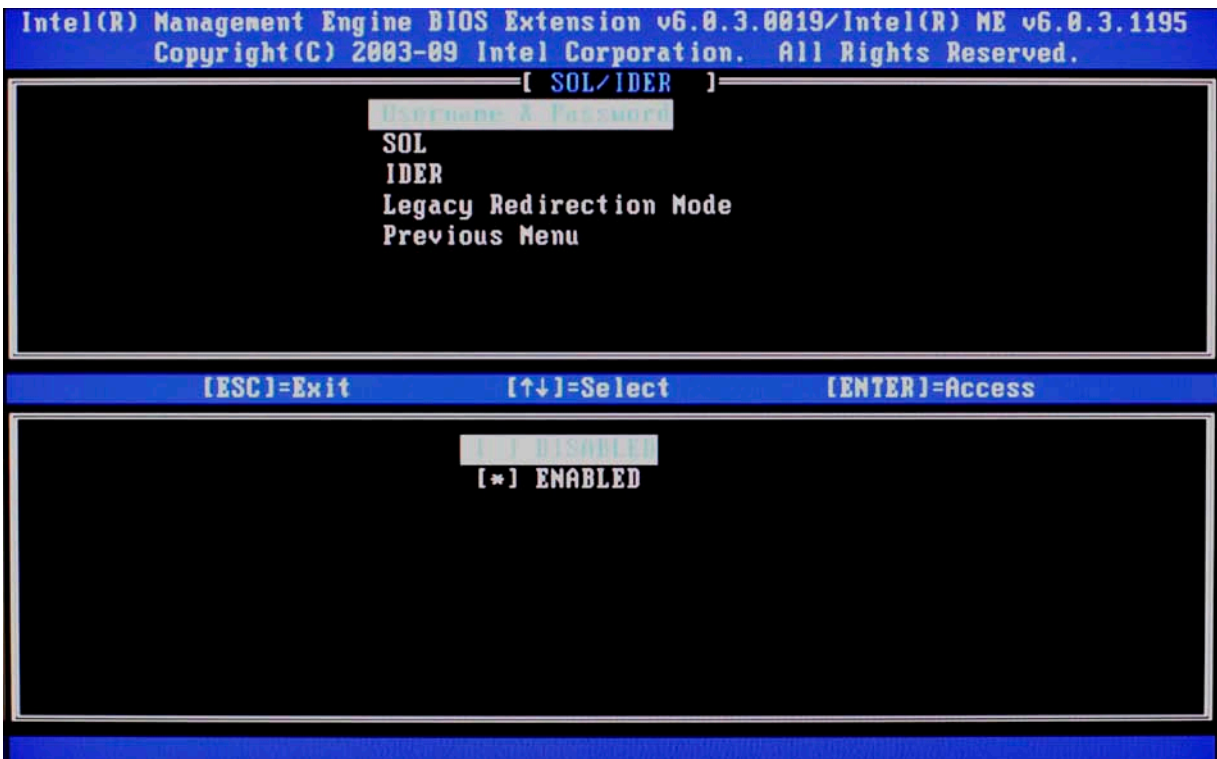 Intel(R) Management Engine BIOS Extension v6.0.3.0019/Intel(R) ME v6.0.3.1195
Copyright(C) 2003-09 Intel Corporation. All Rights Reserved.
[ SOL/IDER ]
Username & Password
SOL
IDER
Legacy Redirection Mode
Previous Menu
[ESC]=Exit [↑↓]=Select [ENTER]=Access
[ ] DISABLED
[*] ENABLED